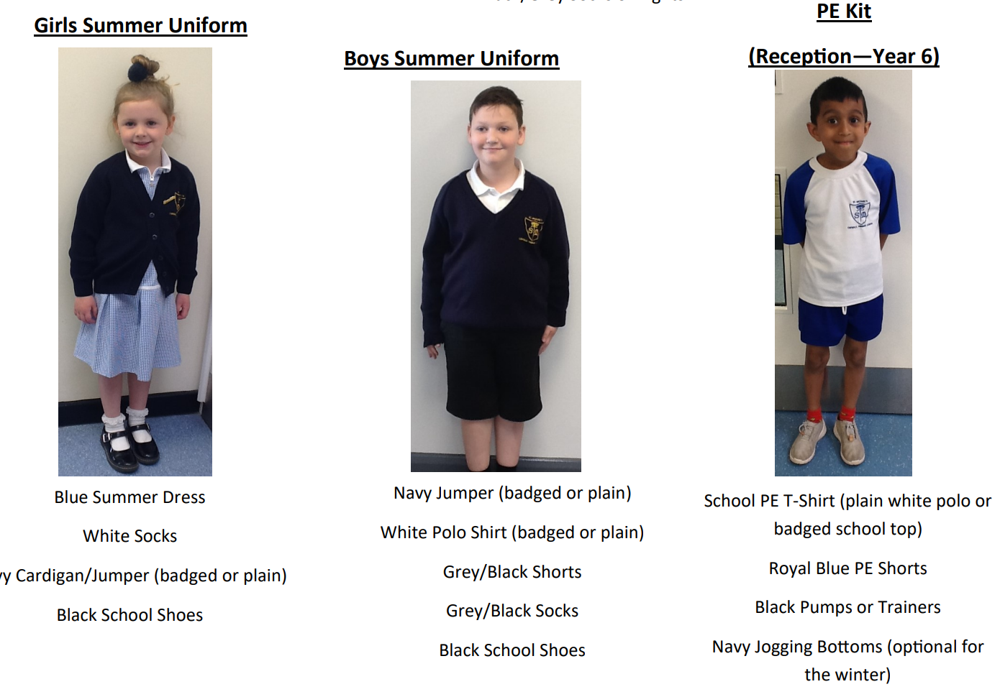 Girls Summer Uniform
Blue Summer Dress
White Socks
Cardigan/Jumper (badged or plain)
Black School Shoes
Boys Summer Uniform
Navy Jumper (badged or plain)
White Polo Shirt (badged or plain)
Grey/Black Shorts
Grey/Black Socks
Black School Shoes
PE Kit
(Reception—Year 6)
School PE T-Shirt (plain white polo or
badged school top)
Royal Blue PE Shorts
Black Pumps or Trainers
Navy Jogging Bottoms (optional for
the winter)